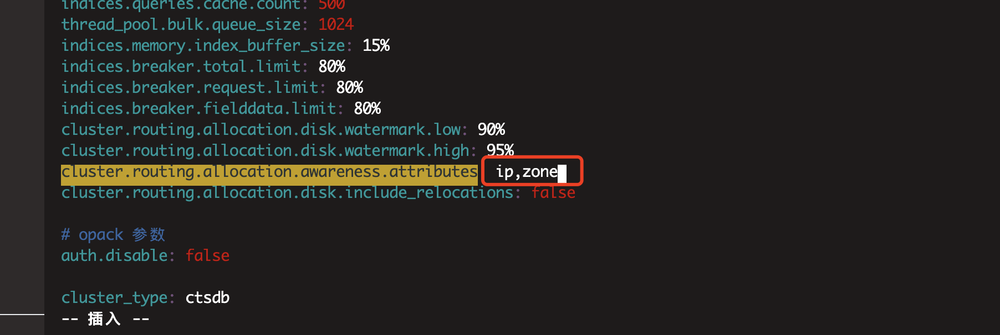 indices.queries.cache.count: 500
thread_pool.bulk.queue_size: 1024
indices.memory.index_buffer_size: 15%
indices.breaker.total.limit: 80%
indices.breaker.request.limit: 80%
indices.breaker.fielddata.limit: 80%
cluster.routing.allocation.disk.watermark.low: 90%
cluster.routing.allocation.disk.watermark.high: 95%
cluster.routing.allocation.awareness.attributes ip,zone
cluster.routing.allocation.disk.include_relocations: false
# opack 参数
auth.disable: false
cluster_type: ctsdb
-- 插入 --